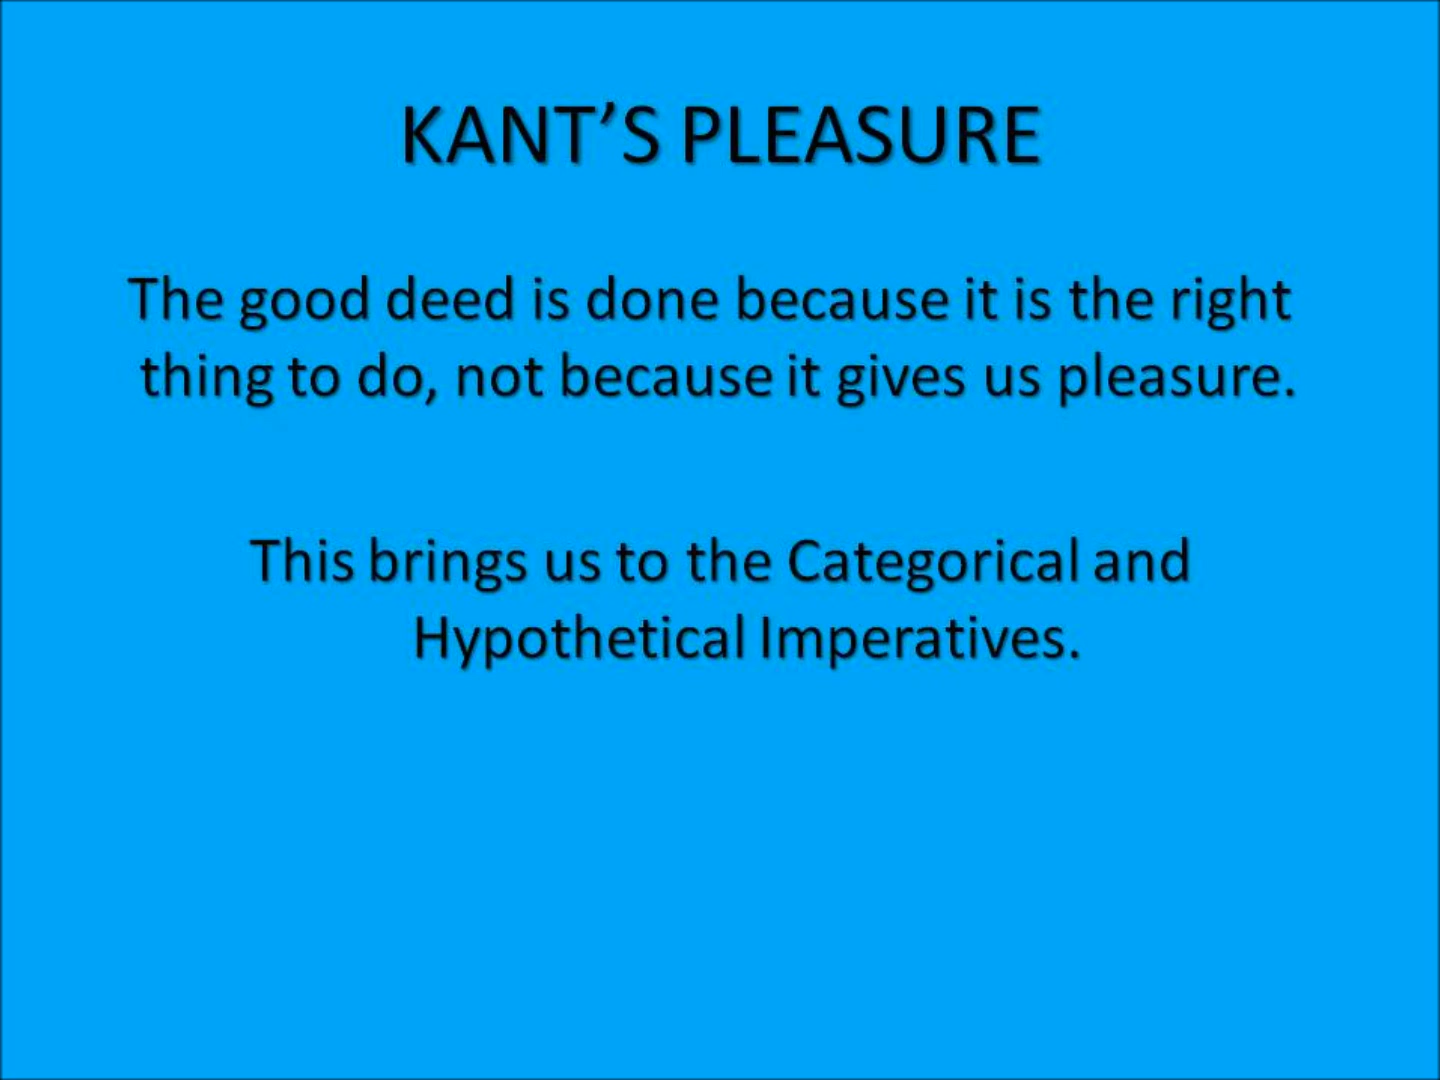 KANT’S PLEASURE
The good deed is done because it is the right
thing to do, not because it gives us pleasure.
This brings us to the Categorical and
Hypothetical Imperatives.